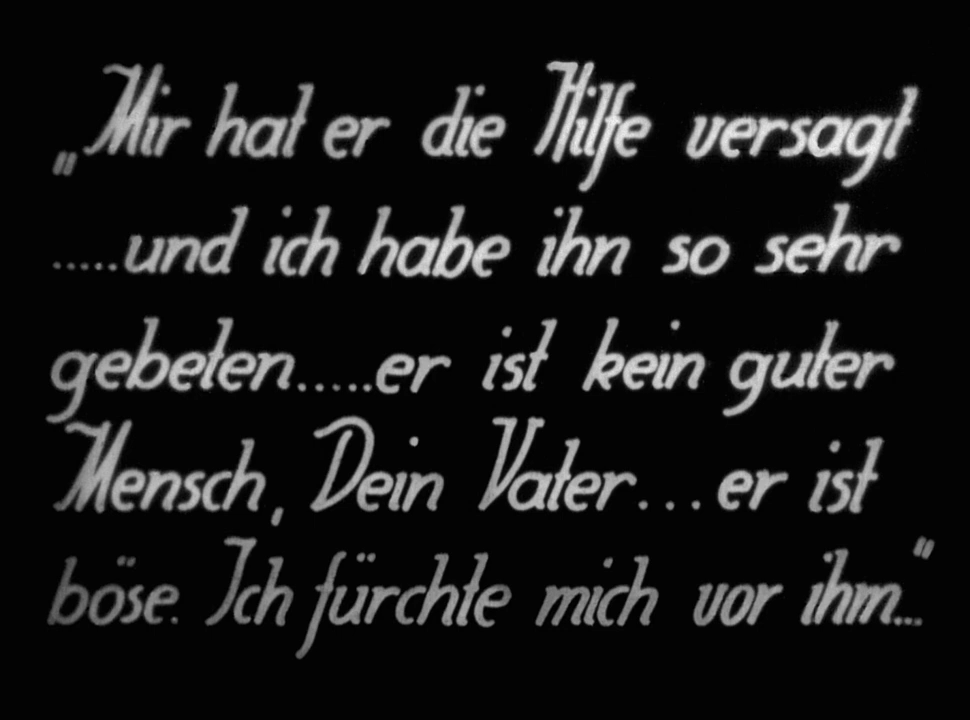 „Mir hat er die Hilfe versagt
.....und ich habe ihn so sehr
gebeten.....er ist kein guter
Mensch, Dein Vater...er ist
böse. Ich fürchte mich vor ihm...“